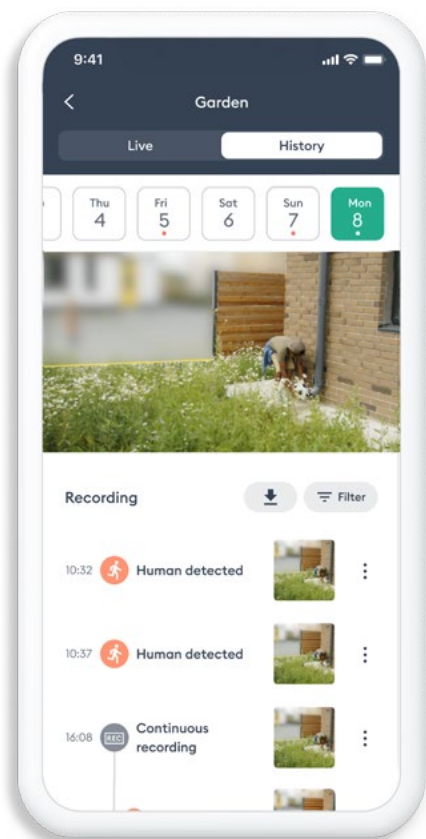 9:41
Garden
Live History
Thu Fri Sat Sun Mon
4 5 6 7 8
Recording Filter
10:32 Human detected
10:37 Human detected
16:08 REC Continuous
recording